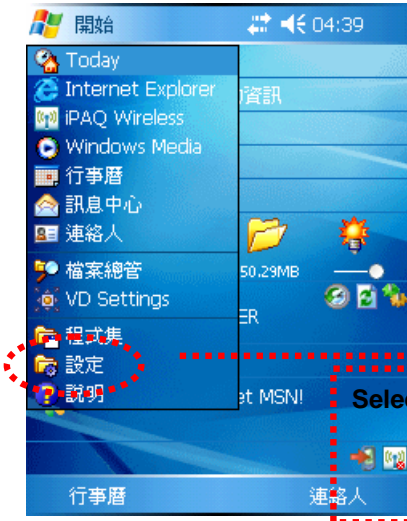 開始 04:39
Today
Internet Explorer
iPAQ Wireless
Windows Media
行事曆
訊息中心
連絡人
檔案總管
VD Settings
程式集
設定
說明
資訊
50.29MB
ER
et MSN!
Selec
行事曆 連絡人